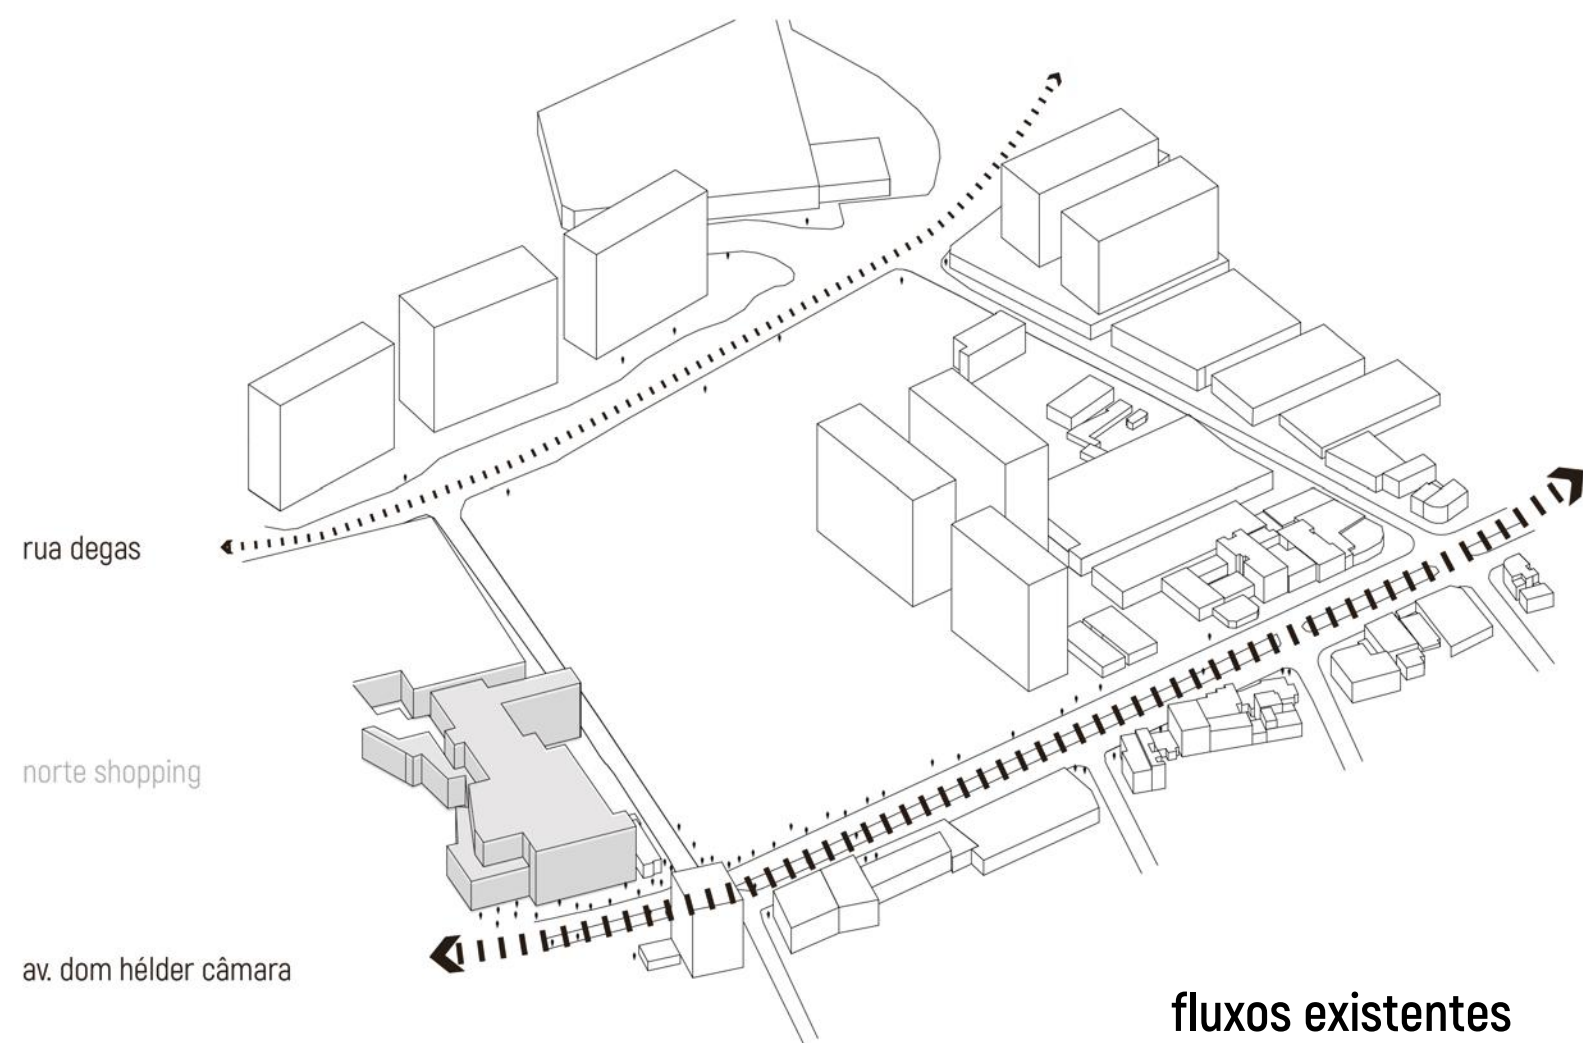 rua degas
norte shopping
av. dom hélder câmara
fluxos existentes